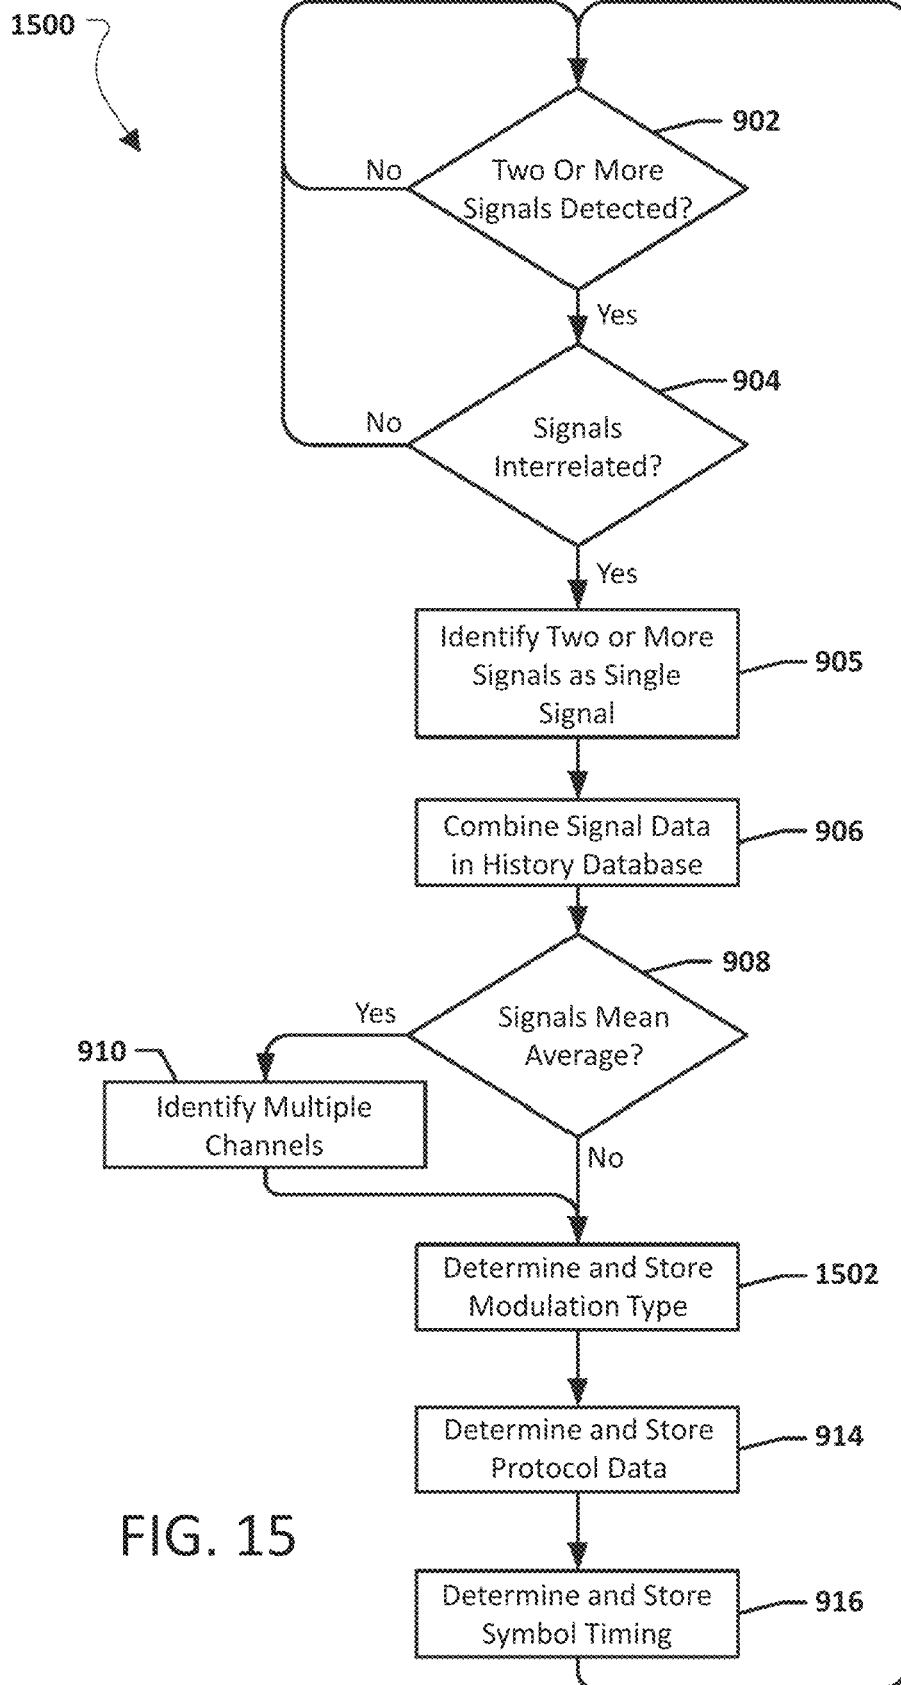 1500
902
No
Two Or More
Signals Detected?
Yes
904
No
Signals
Interrelated?
Yes
Identify Two or More
Signals as Single
Signal
905
Combine Signal Data
in History Database
906
908
Yes
Signals Mean
Average?
910
Identify Multiple
Channels
No
Determine and Store
Modulation Type
1502
Determine and Store
Protocol Data
914
FIG. 15
Determine and Store
Symbol Timing
916